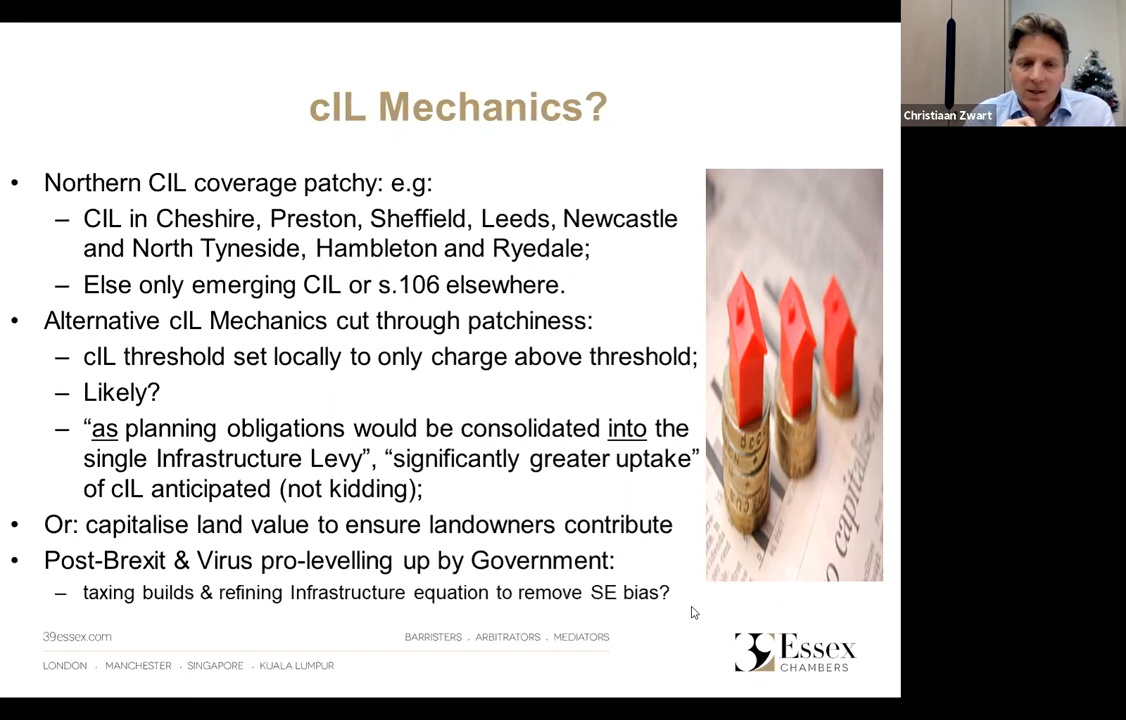 cIL Mechanics?
Christiaan Zwart
• Northern CIL coverage patchy: e.g:
– CIL in Cheshire, Preston, Sheffield, Leeds, Newcastle
and North Tyneside, Hambleton and Ryedale;
– Else only emerging CIL or s.106 elsewhere.
• Alternative cIL Mechanics cut through patchiness:
– cIL threshold set locally to only charge above threshold;
– Likely?
– “as planning obligations would be consolidated into the
single Infrastructure Levy”, “significantly greater uptake”
of cIL anticipated (not kidding);
• Or: capitalise land value to ensure landowners contribute
• Post-Brexit & Virus pro-levelling up by Government:
– taxing builds & refining Infrastructure equation to remove SE bias?
capitalis
39essex.com
BARRISTERS . ARBITRATORS . MEDIATORS
LONDON . MANCHESTER . SINGAPORE . KUALA LUMPUR
39 Essex
CHAMBERS